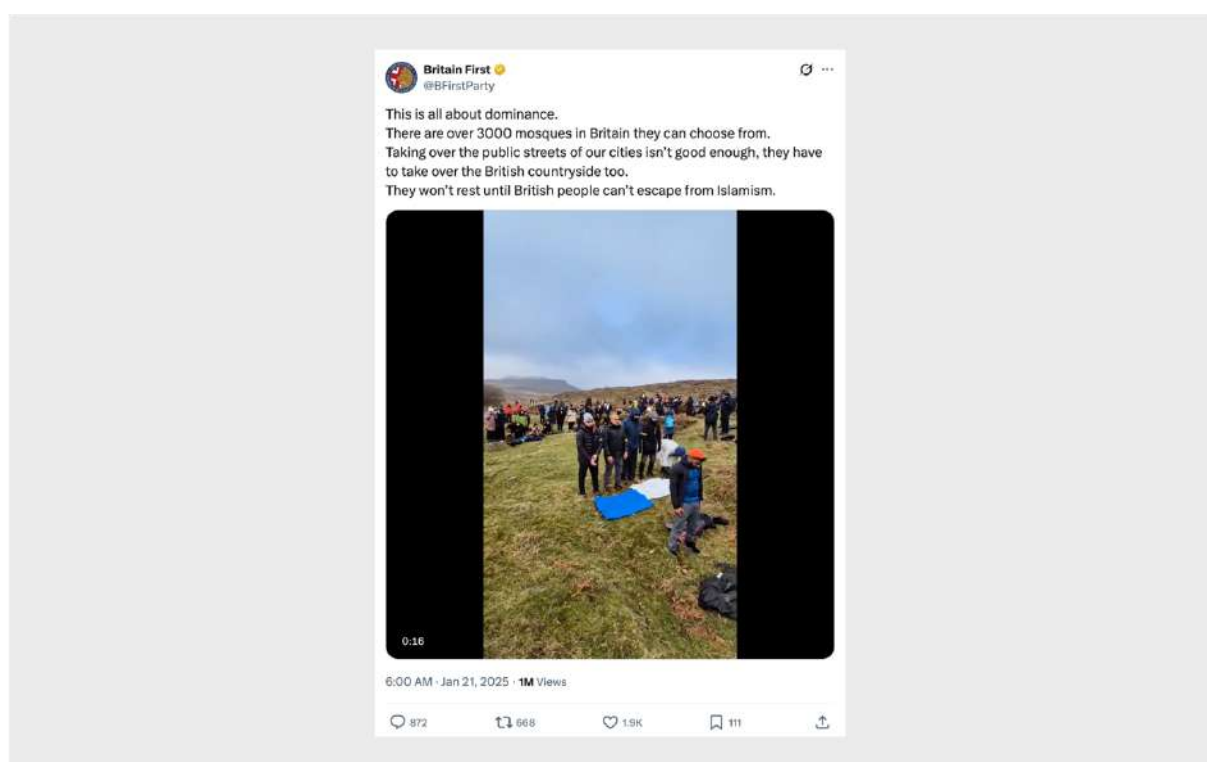 Britain First
@BFirstParty
This is all about dominance.
There are over 3000 mosques in Britain they can choose from.
Taking over the public streets of our cities isn't good enough, they have
to take over the British countryside too.
They won't rest until British people can't escape from Islamism.
0:16
6:00 AM · Jan 21, 2025 · 1M Views
872 668 1.9K 111